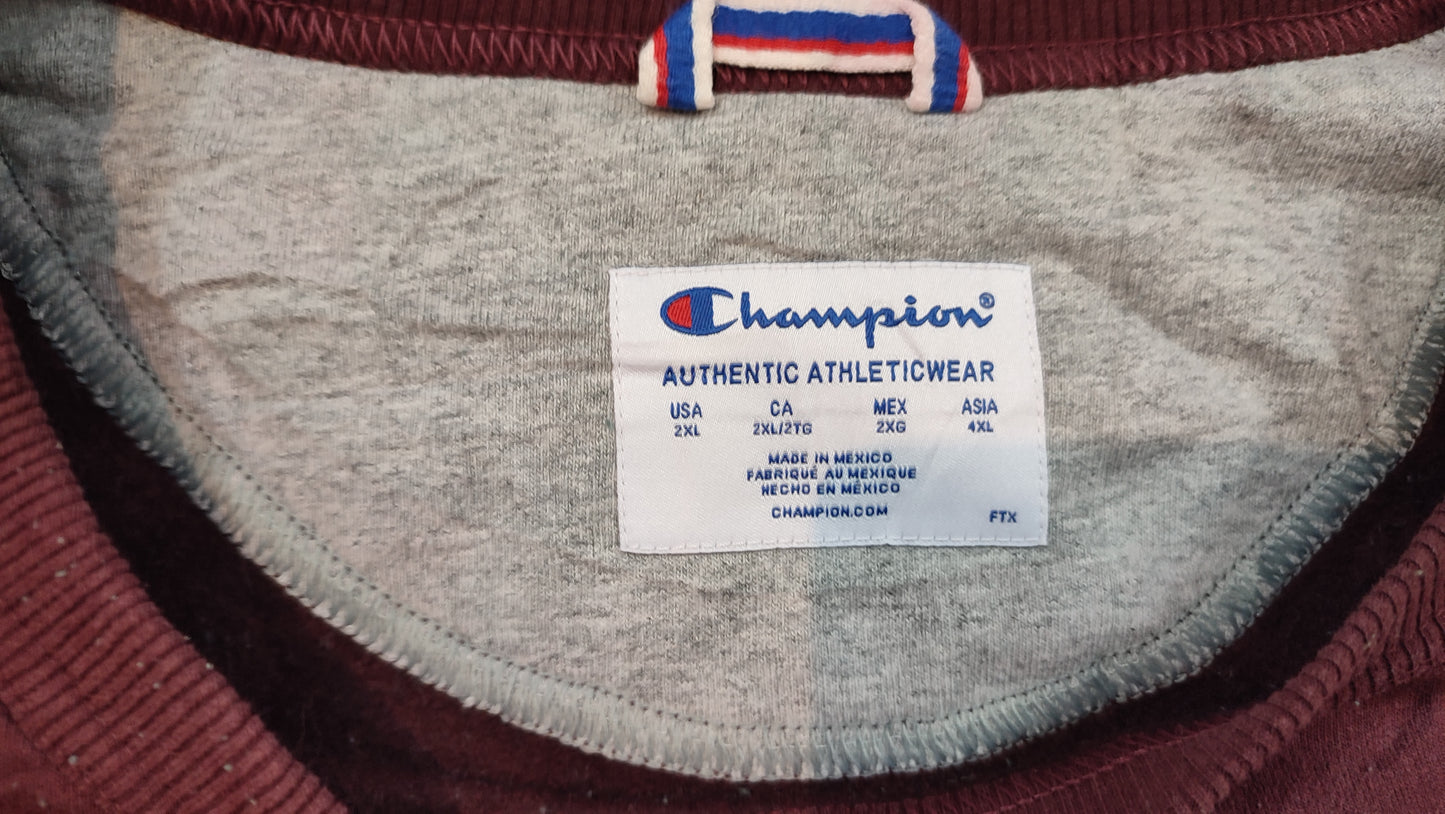 Champion®
AUTHENTIC ATHLETICWEAR
USA CA MEX ASIA
2XL 2XL/2TG 2XG 4XL
MADE IN MEXICO
FABRIQUÉ AU MEXIQUE
HECHO EN MÉXICO
CHAMPION.COM
FTX